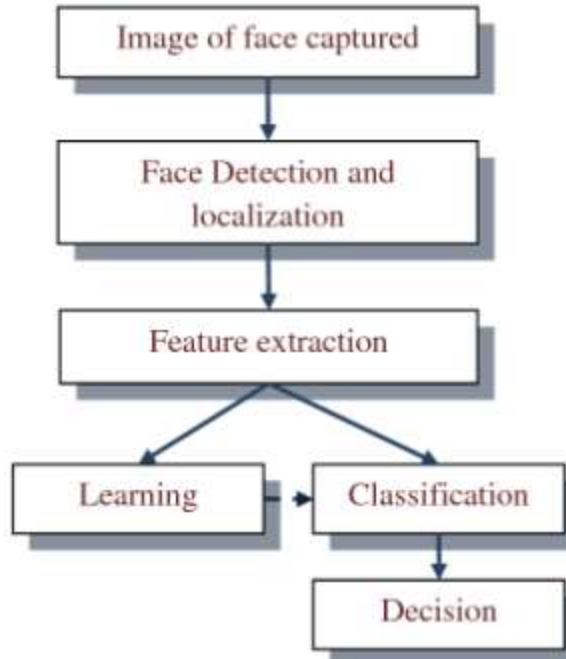 Image of face captured
Face Detection and
localization
Feature extraction
Learning
Classification
Decision